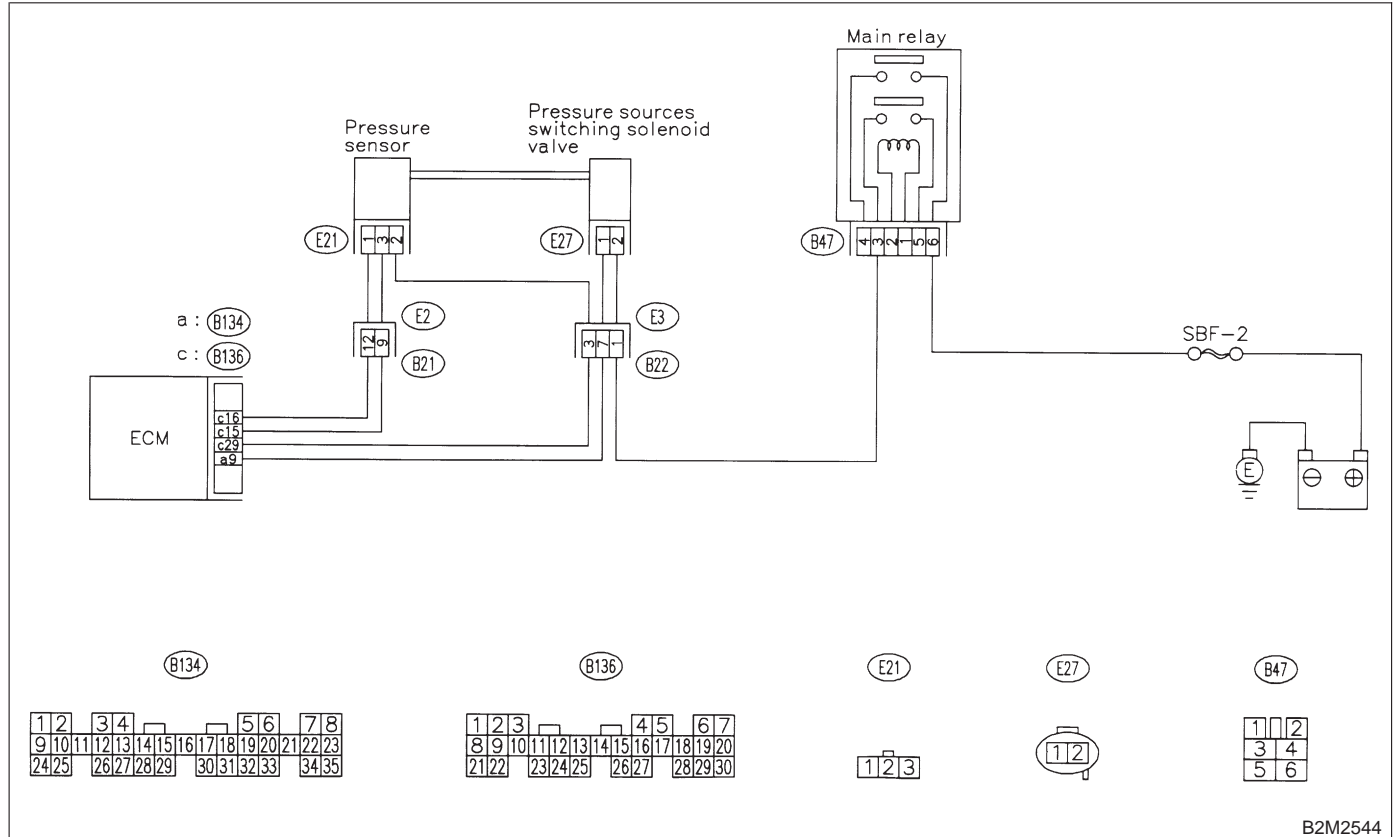 Main relay
Pressure sources
switching solenoid
valve
Pressure
sensor
E21
1 3 2
E27
1 2
B47
4 3 2 1 5 6
a : B134
c : B136
E2
12 9
B21
E3
3 7 1
B22
SBF-2
ECM
c16
c15
c29
a9
E
⊖ ⊕
B134
1 2 3 4 5 6 7 8
9 10 11 12 13 14 15 16 17 18 19 20 21 22 23
24 25 26 27 28 29 30 31 32 33 34 35
B136
1 2 3 4 5 6 7
8 9 10 11 12 13 14 15 16 17 18 19 20
21 22 23 24 25 26 27 28 29 30
E21
1 2 3
E27
1 2
B47
1 2
3 4
5 6
B2M2544